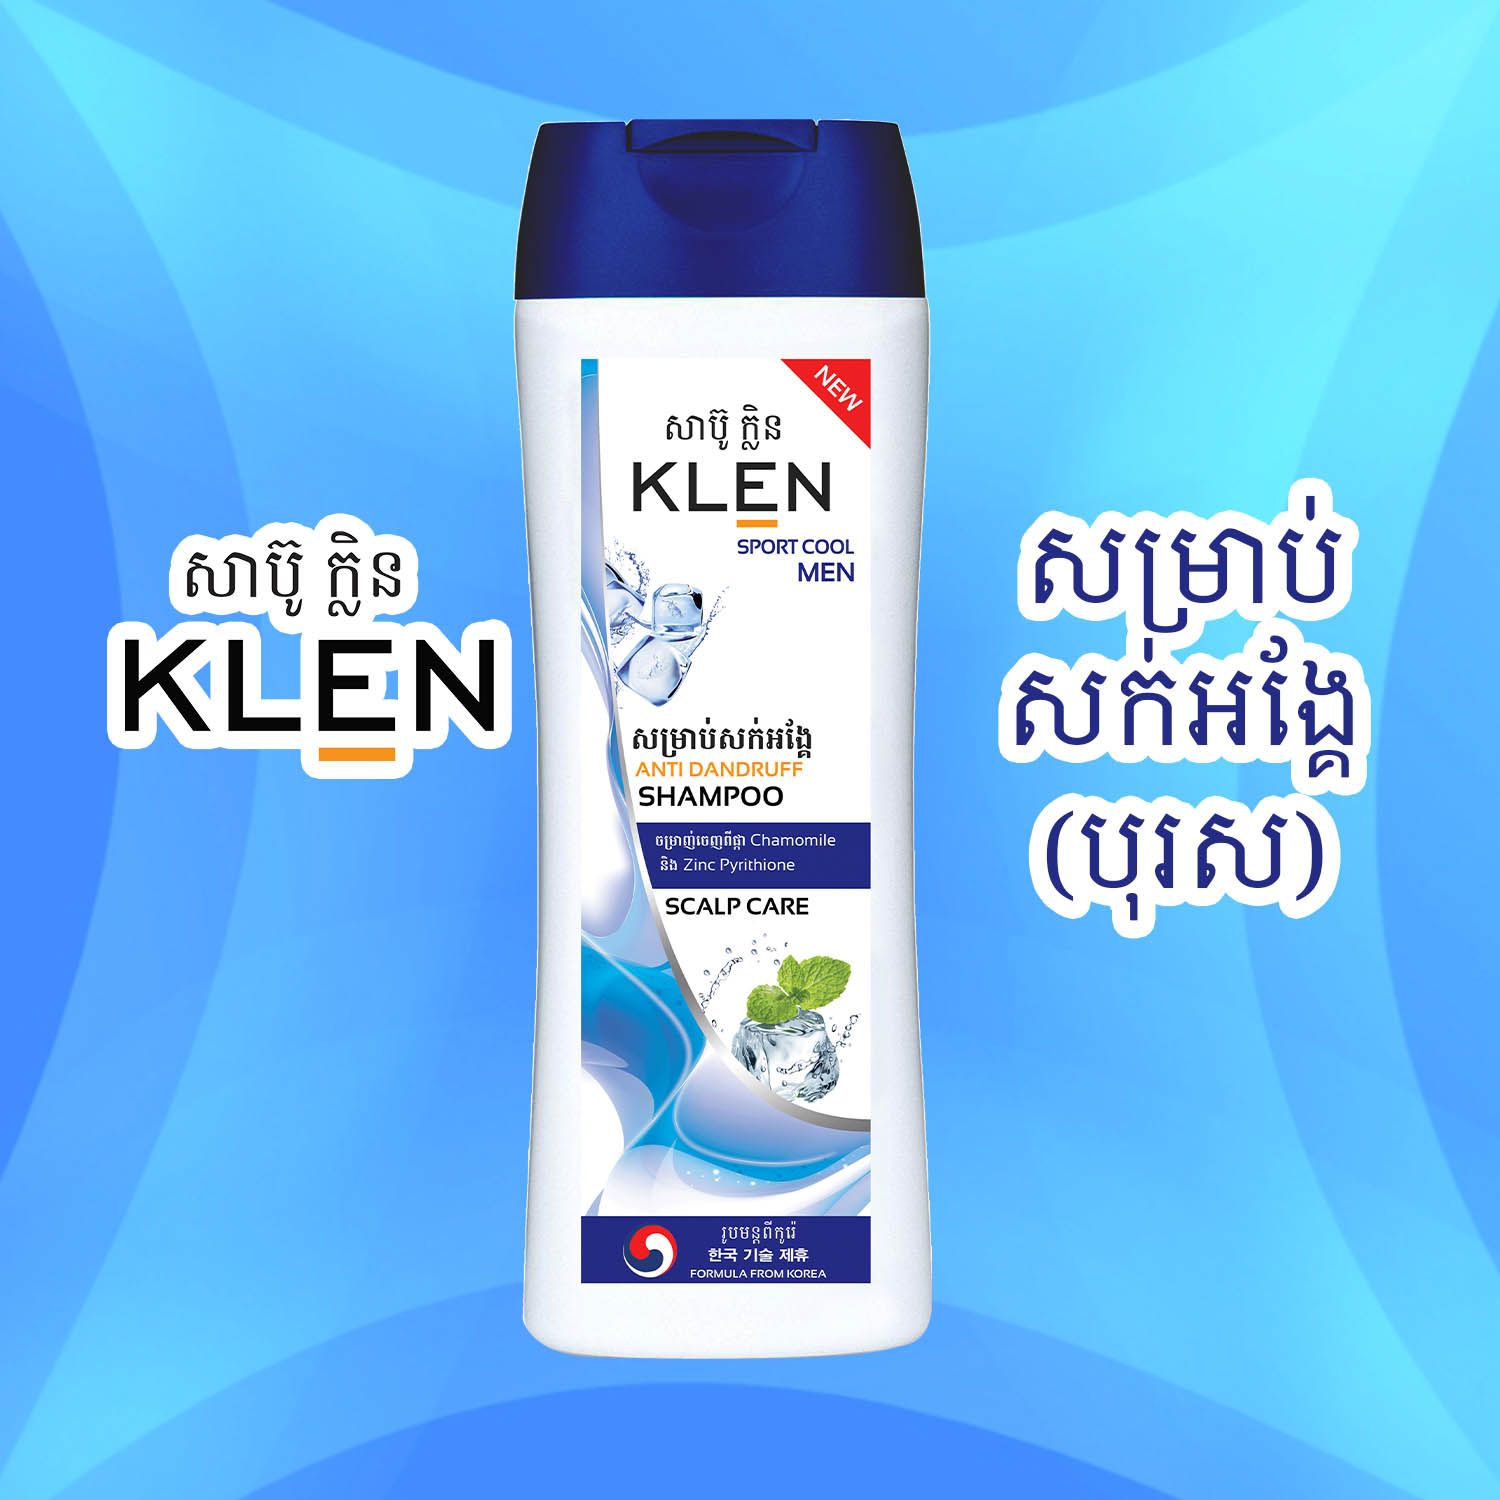 សាប៊ូ ក្លិន
KLEN
NEW
សាប៊ូ ក្លិន
KLEN
SPORT COOL
MEN
សម្រាប់សក់អង្គែ
ANTI DANDRUFF
SHAMPOO
ចម្រាញ់ចេញពីផ្កា Chamomile
និង Zinc Pyrithione
SCALP CARE
រូបមន្តពីកូរ៉េ
한국 기술 제휴
FORMULA FROM KOREA
សម្រាប់
សក់អង្គែ
(បុរស)